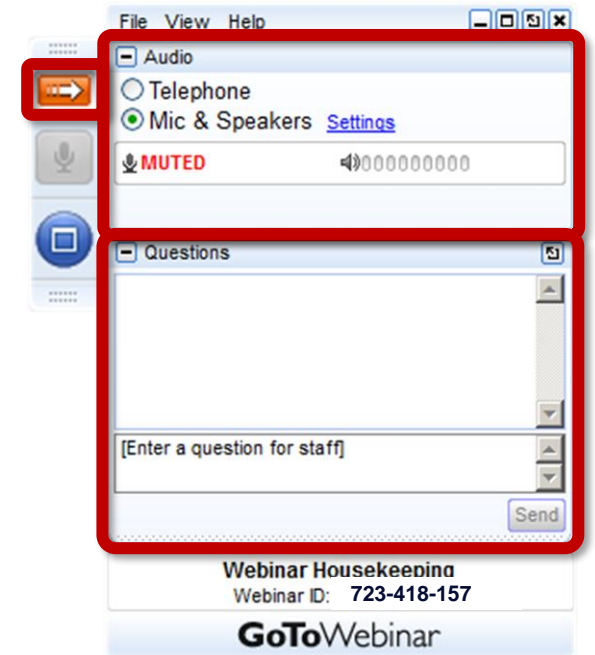 File View Help
Audio
Telephone
Mic & Speakers Settings
MUTED 000000000
Questions
[Enter a question for staff]
Send
Webinar Housekeeping
Webinar ID: 723-418-157
GoToWebinar